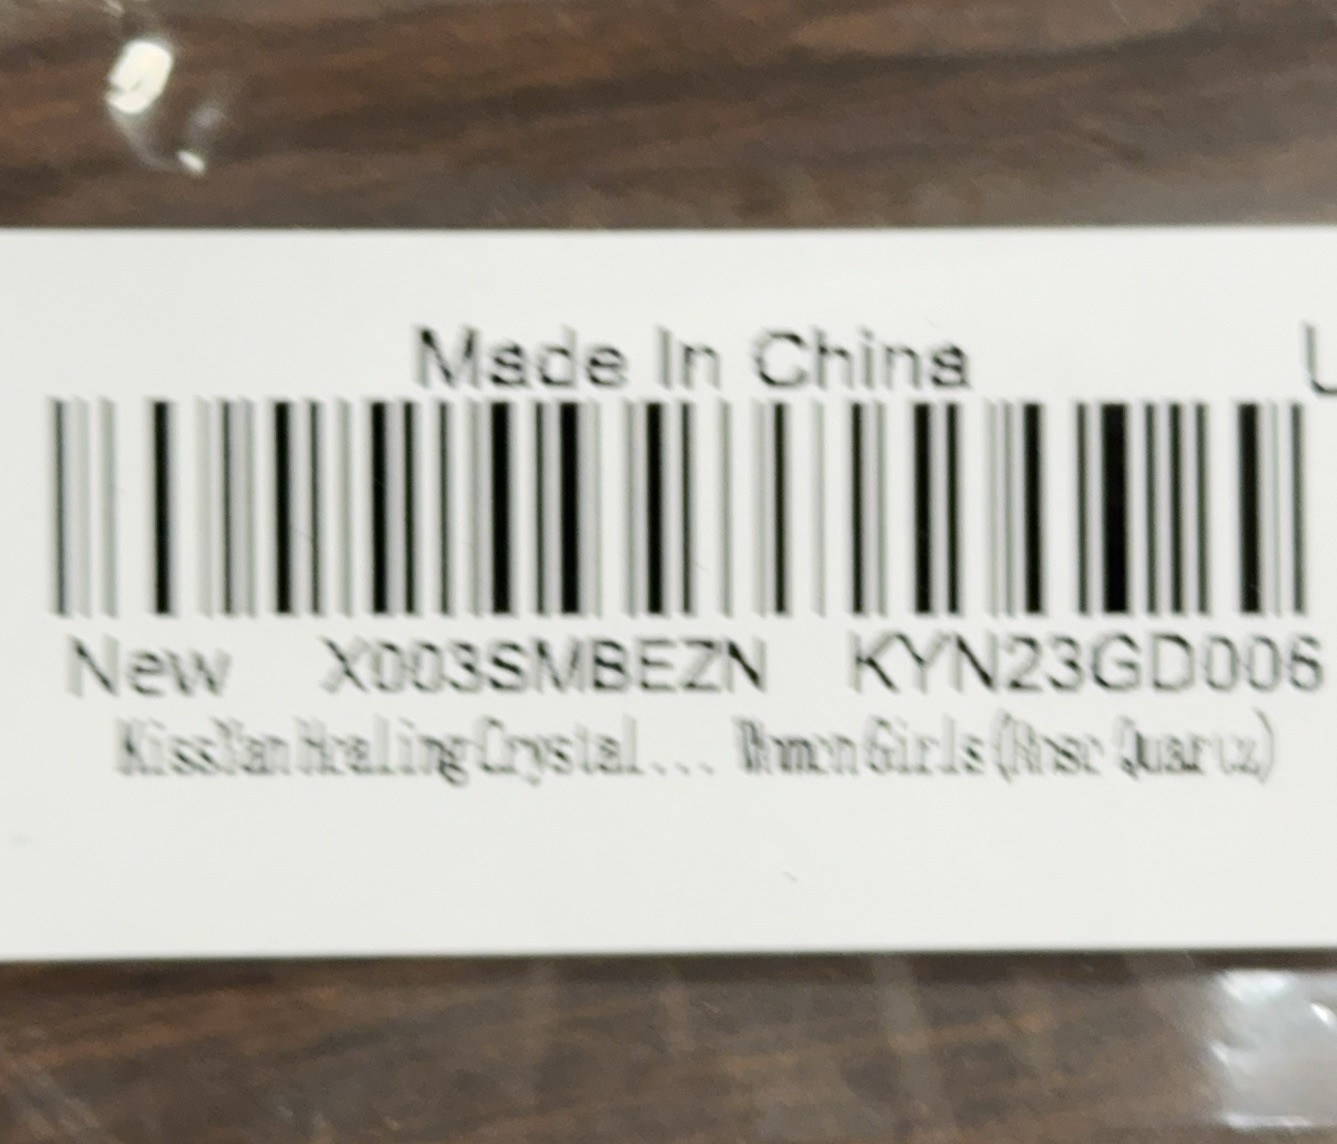 Made In China U
New X003SMBEZN KYN23GD006
KissYan Healing Crystal... Women Girls (Rose Quartz)